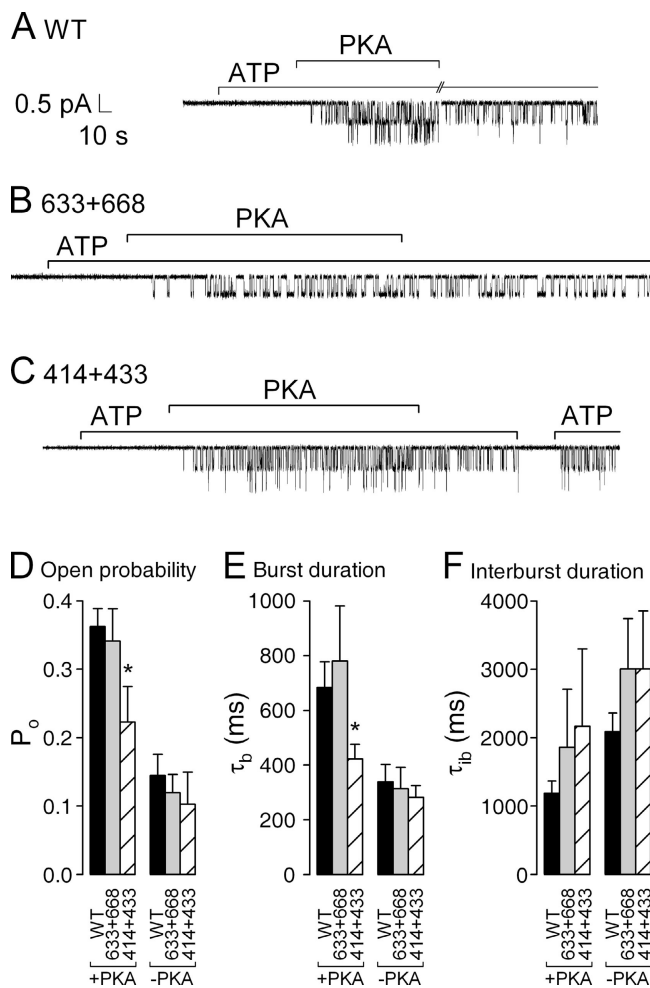 A WT
PKA
ATP
0.5 pA
10 s
B 633+668
PKA
ATP
C 414+433
PKA
ATP
ATP
D Open probability
0.4
0.3
0.2
0.1
0.0
Po
*
WT
633+668
414+433
WT
633+668
414+433
+PKA
-PKA
E Burst duration
1000
800
600
400
200
0
τb (ms)
*
WT
633+668
414+433
WT
633+668
414+433
+PKA
-PKA
F Interburst duration
4000
3000
2000
1000
0
τib (ms)
WT
633+668
414+433
WT
633+668
414+433
+PKA
-PKA